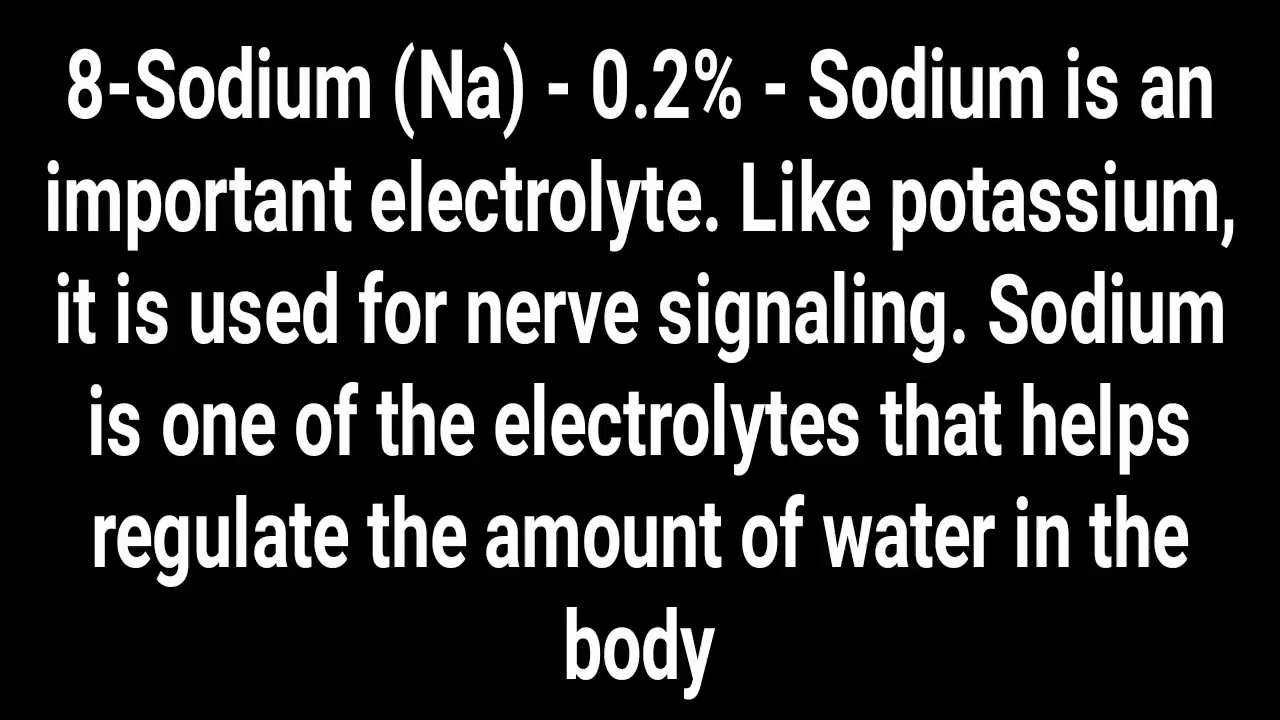 8-Sodium (Na) - 0.2% - Sodium is an
important electrolyte. Like potassium,
it is used for nerve signaling. Sodium
is one of the electrolytes that helps
regulate the amount of water in the
body